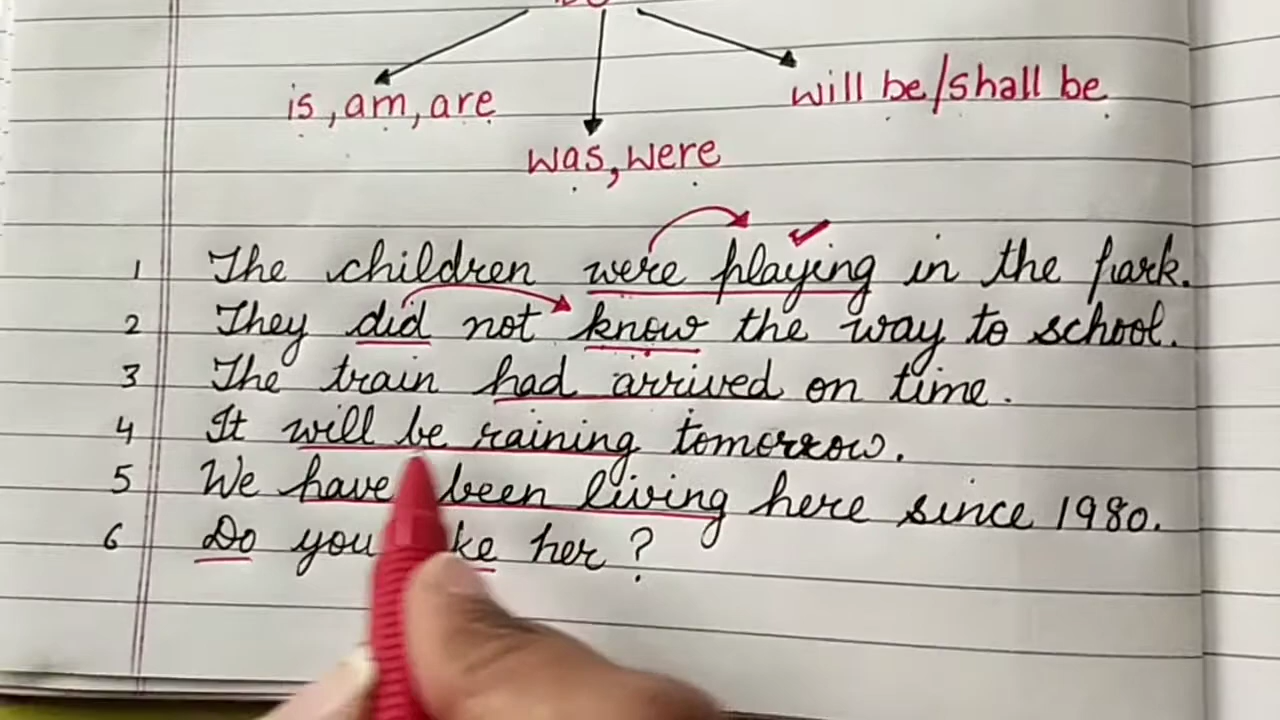 is, am, are
will be/shall be
was, were
1 The children were playing in the park.
2 They did not know the way to school.
3 The train had arrived on time.
4 It will be raining tomorrow.
5 We have been living here since 1980.
6 Do you her?